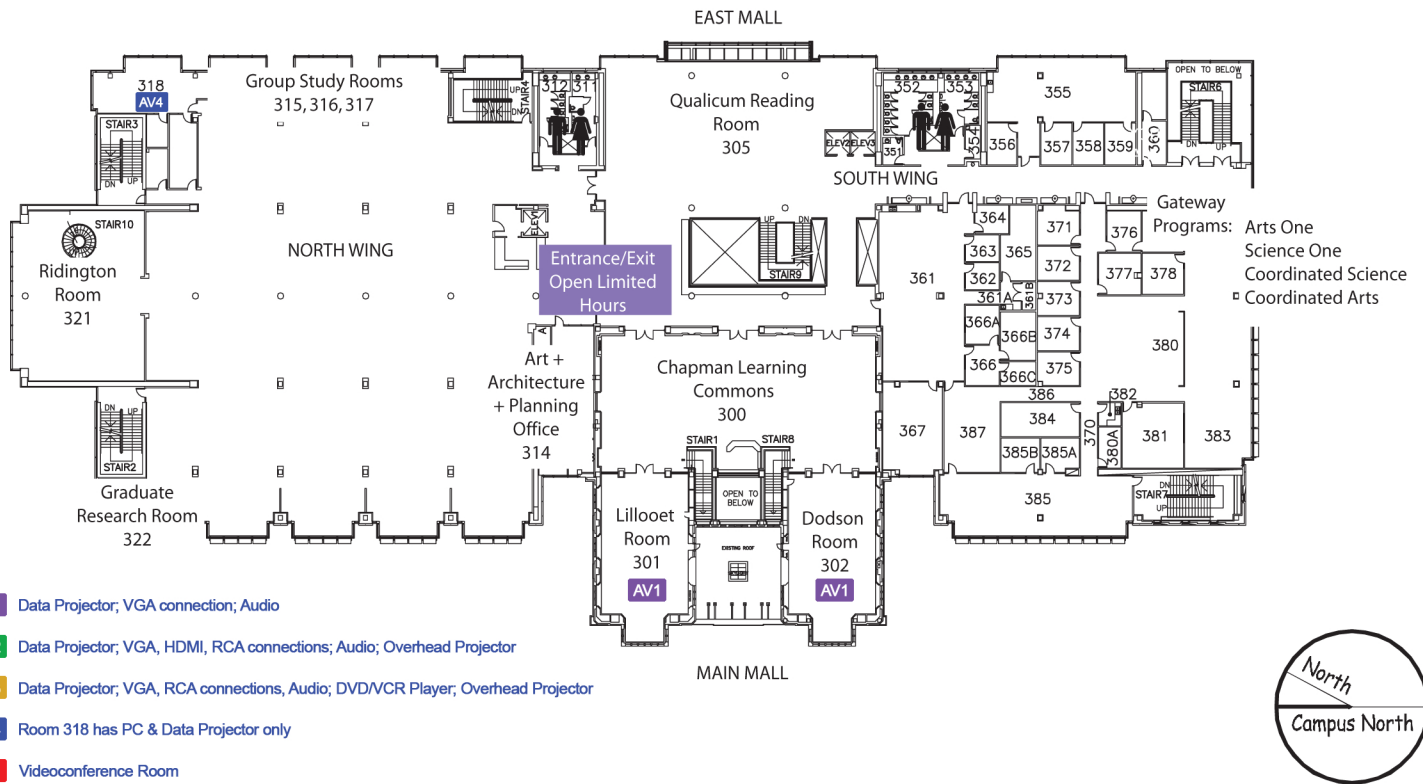 EAST MALL
318
AV4
Group Study Rooms
315, 316, 317
UP
DN
STAIR4
312
311
Qualicum Reading
Room
305
ELEV2
ELEV3
352
353
351
354
355
356
357
358
359
360
OPEN TO BELOW
STAIR6
DN
UP
STAIR3
DN
UP
SOUTH WING
STAIR10
NORTH WING
ELEV1
Ridington
Room
321
Entrance/Exit
Open Limited
Hours
UP
DN
STAIR9
361
364
363
362
365
361A
361B
366A
366B
366
366C
371
372
373
374
375
376
377
378
Gateway
Programs:
Arts One
Science One
Coordinated Science
Coordinated Arts
380
A
Art +
Architecture
+ Planning
Office
314
Chapman Learning
Commons
300
STAIR1
STAIR8
367
387
386
384
385B
385A
370
382
380A
381
383
385
DN
UP
STAIR7
DN
UP
STAIR2
Graduate
Research Room
322
OPEN TO
BELOW
Lillooet
Room
301
AV1
EXISTING ROOF
Dodson
Room
302
AV1
MAIN MALL
Data Projector; VGA connection; Audio
Data Projector; VGA, HDMI, RCA connections; Audio; Overhead Projector
Data Projector; VGA, RCA connections, Audio; DVD/VCR Player; Overhead Projector
Room 318 has PC & Data Projector only
Videoconference Room
North
Campus North